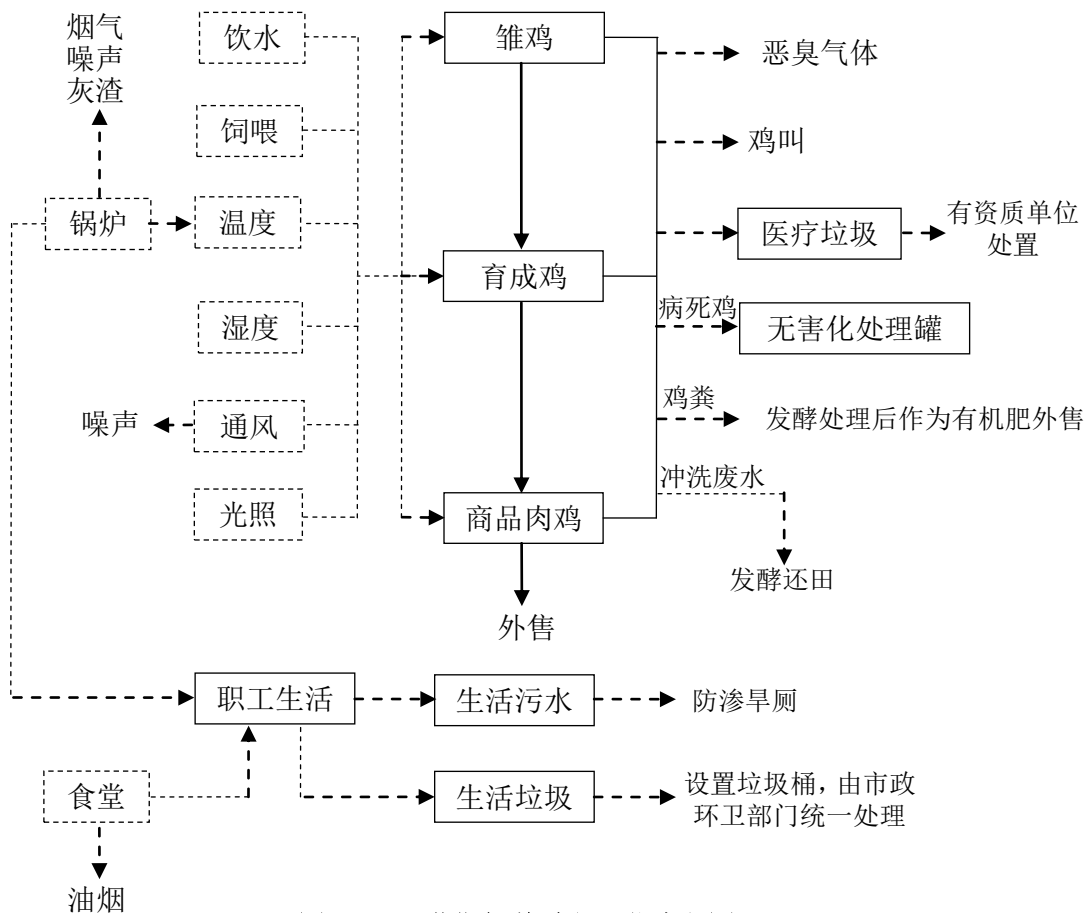 烟气
噪声
灰渣
饮水
雏鸡
恶臭气体
饲喂
鸡叫
锅炉
温度
医疗垃圾
有资质单位
处置
育成鸡
湿度
病死鸡
无害化处理罐
噪声
通风
鸡粪
发酵处理后作为有机肥外售
冲洗废水
光照
商品肉鸡
发酵还田
外售
职工生活
生活污水
防渗旱厕
食堂
生活垃圾
设置垃圾桶，由市政
环卫部门统一处理
油烟